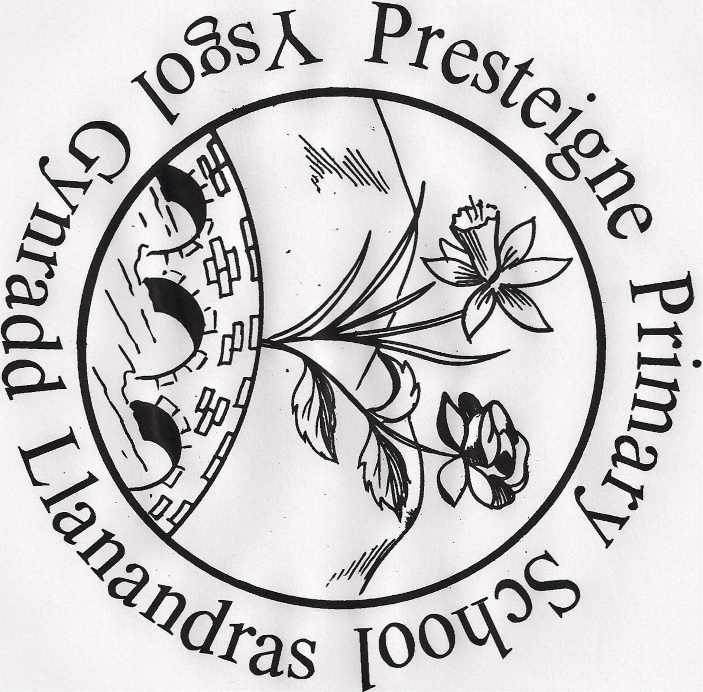 Presteigne Primary School
Ysgol Gynradd Llanandras